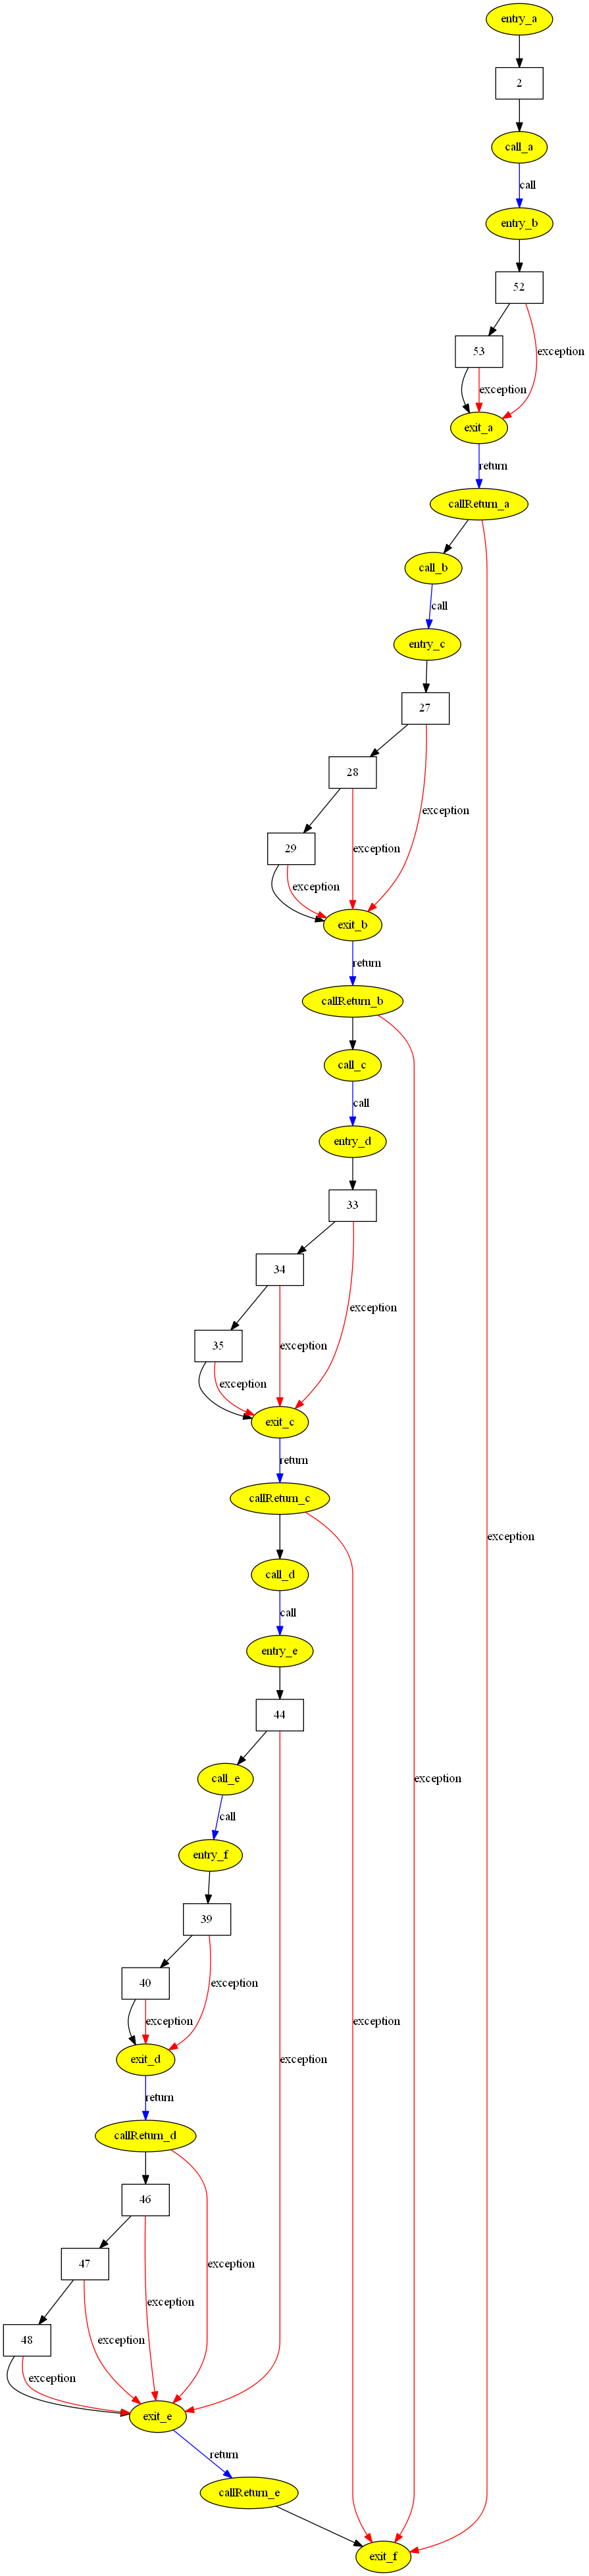 entry_a
2
call_a
call
entry_b
52
53
exception
exception
exit_a
return
callReturn_a
call_b
call
entry_c
27
28
exception
29
exception
exception
exit_b
return
callReturn_b
call_c
call
entry_d
33
34
exception
35
exception
exception
exit_c
return
callReturn_c
exception
call_d
call
entry_e
44
call_e
exception
call
entry_f
39
40
exception
exception
exception
exit_d
exception
return
callReturn_d
46
47
exception
exception
48
exception
exception
exit_e
return
callReturn_e
exit_f